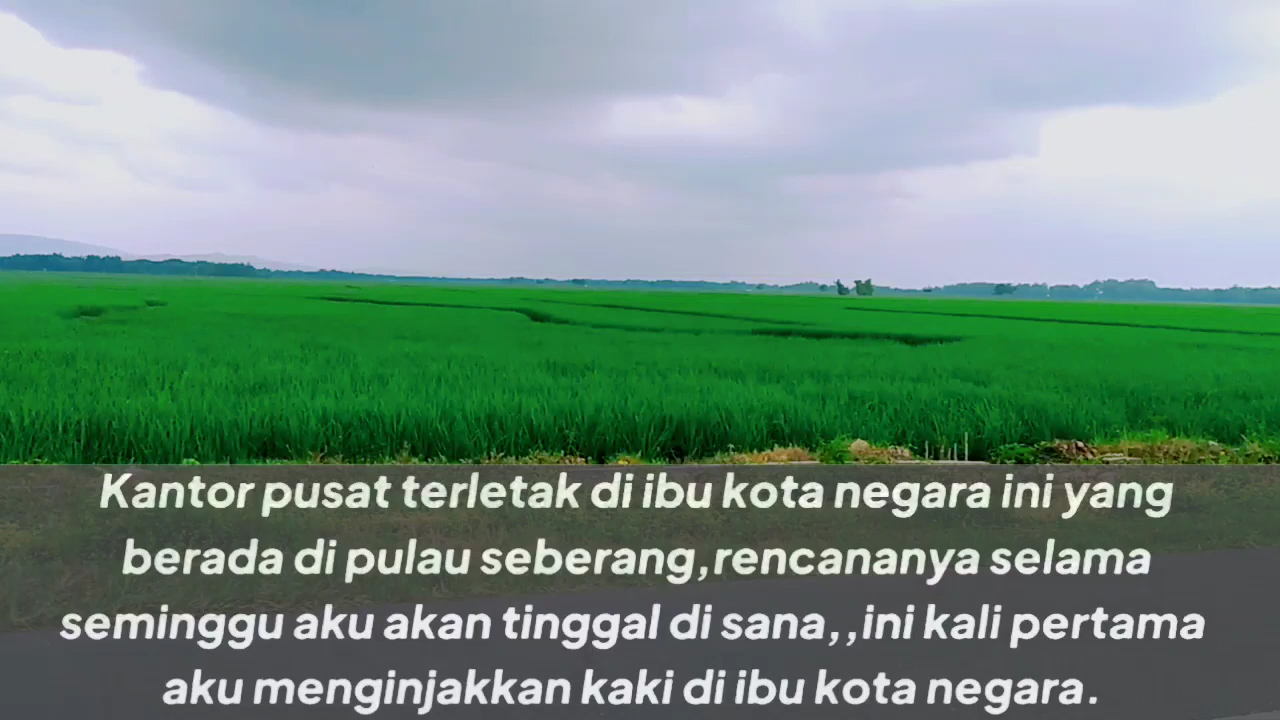 Kantor pusat terletak di ibu kota negara ini yang
berada di pulau seberang,rencananya selama
seminggu aku akan tinggal di sana,,ini kali pertama
aku menginjakkan kaki di ibu kota negara.